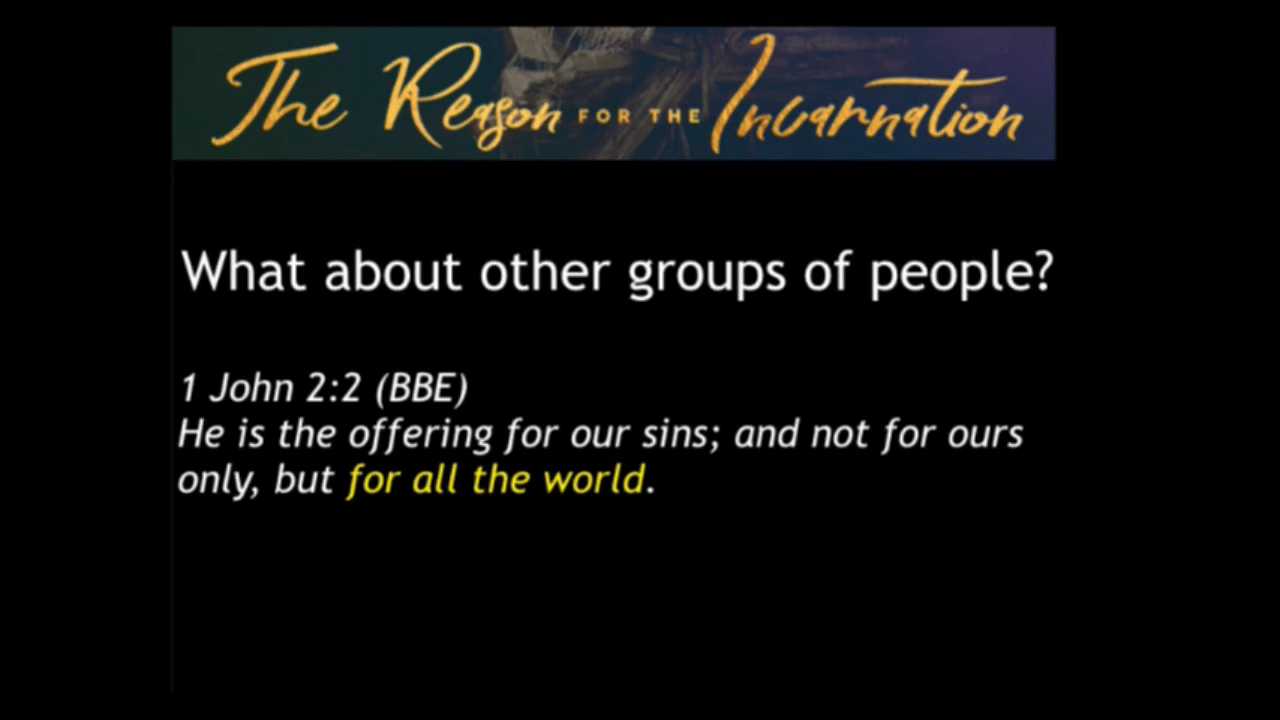 The Reason FOR THE Incarnation
What about other groups of people?
1 John 2:2 (BBE)
He is the offering for our sins; and not for ours
only, but for all the world.